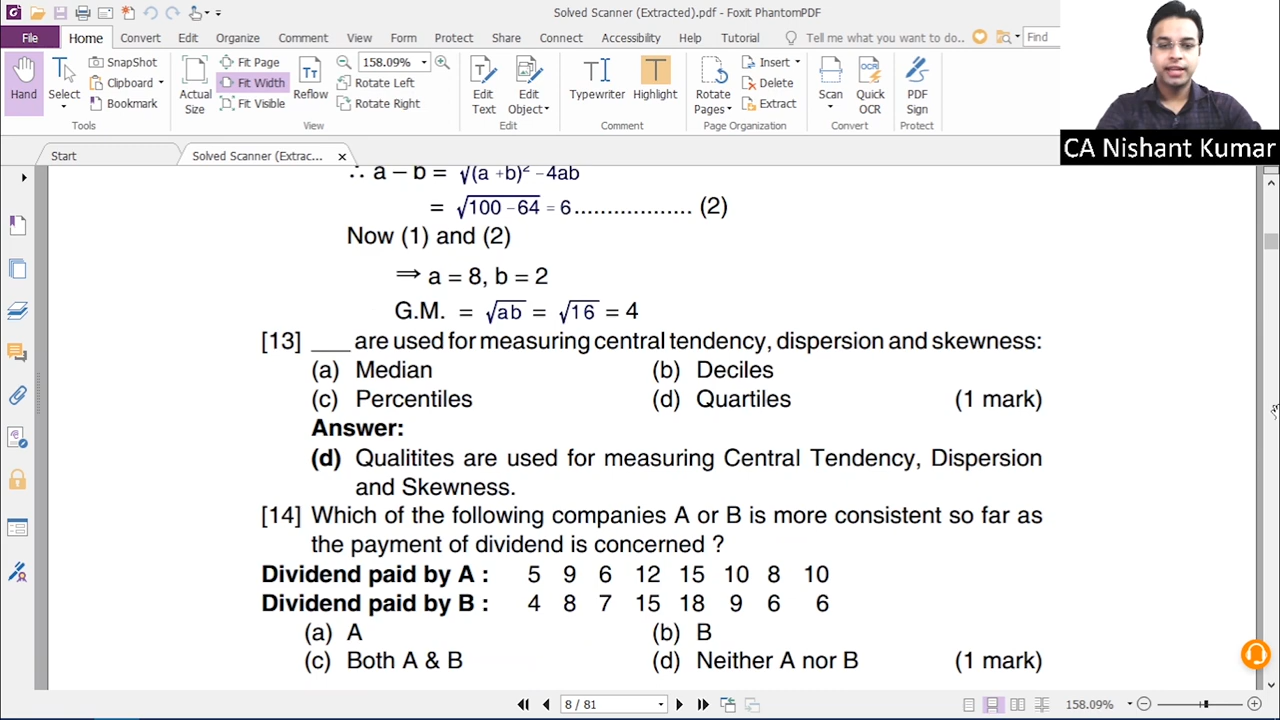 Solved Scanner (Extracted).pdf - Foxit PhantomPDF
File Home Convert Edit Organize Comment View Form Protect Share Connect Accessibility Help Tutorial Tell me what you want to do.. Find
Hand
Select
SnapShot
Clipboard
Bookmark
Tools
Actual Size
Fit Page
Fit Width
Fit Visible
Reflow
158.09%
Rotate Left
Rotate Right
View
Edit Text
Edit Object
Edit
Typewriter
Highlight
Comment
Rotate Pages
Insert
Delete
Extract
Page Organization
Scan
Quick OCR
Convert
PDF Sign
Protect
CA Nishant Kumar
Start
Solved Scanner (Extrac...
∴ a – b = √(a +b)² – 4ab
= √100 – 64 = 6.................. (2)
Now (1) and (2)
⇒ a = 8, b = 2
G.M. = √ab = √16 = 4
[13] ___ are used for measuring central tendency, dispersion and skewness:
(a) Median (b) Deciles
(c) Percentiles (d) Quartiles (1 mark)
Answer:
(d) Qualitites are used for measuring Central Tendency, Dispersion
and Skewness.
[14] Which of the following companies A or B is more consistent so far as
the payment of dividend is concerned ?
Dividend paid by A : 5 9 6 12 15 10 8 10
Dividend paid by B : 4 8 7 15 18 9 6 6
(a) A (b) B
(c) Both A & B (d) Neither A nor B (1 mark)
8 / 81
158.09%